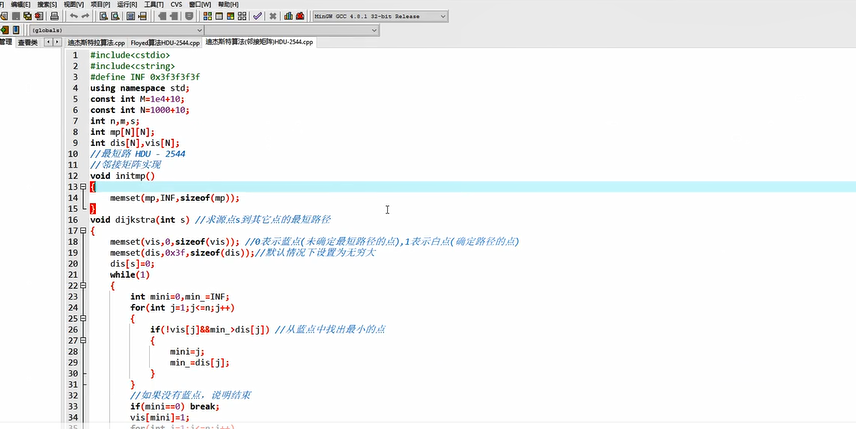 编辑[E] 搜索[S] 视图[V] 项目[P] 运行[R] 工具[T] CVS 窗口[W] 帮助[H]
MinGW GCC 4.8.1 32-bit Release
(globals)
管理 查看类 迪杰斯特拉算法.cpp Floyed算法HDU-2544.cpp 迪杰斯特算法(邻接矩阵)HDU-2544.cpp
1 #include<cstdio>
2 #include<cstring>
3 #define INF 0x3f3f3f3f
4 using namespace std;
5 const int M=1e4+10;
6 const int N=1000+10;
7 int n,m,s;
8 int mp[N][N];
9 int dis[N],vis[N];
10 //最短路 HDU - 2544
11 //邻接矩阵实现
12 void initmp()
13 {
14 memset(mp,INF,sizeof(mp));
15 }
16 void dijkstra(int s) //求源点s到其它点的最短路径
17 {
18 memset(vis,0,sizeof(vis)); //0表示蓝点(未确定最短路径的点),1表示白点(确定路径的点)
19 memset(dis,0x3f,sizeof(dis));//默认情况下设置为无穷大
20 dis[s]=0;
21 while(1)
22 {
23 int mini=0,min_=INF;
24 for(int j=1;j<=n;j++)
25 {
26 if(!vis[j]&&min_>dis[j]) //从蓝点中找出最小的点
27 {
28 mini=j;
29 min_=dis[j];
30 }
31 }
32 //如果没有蓝点，说明结束
33 if(mini==0) break;
34 vis[mini]=1;
35 for(int i=1;i<=n;i++)